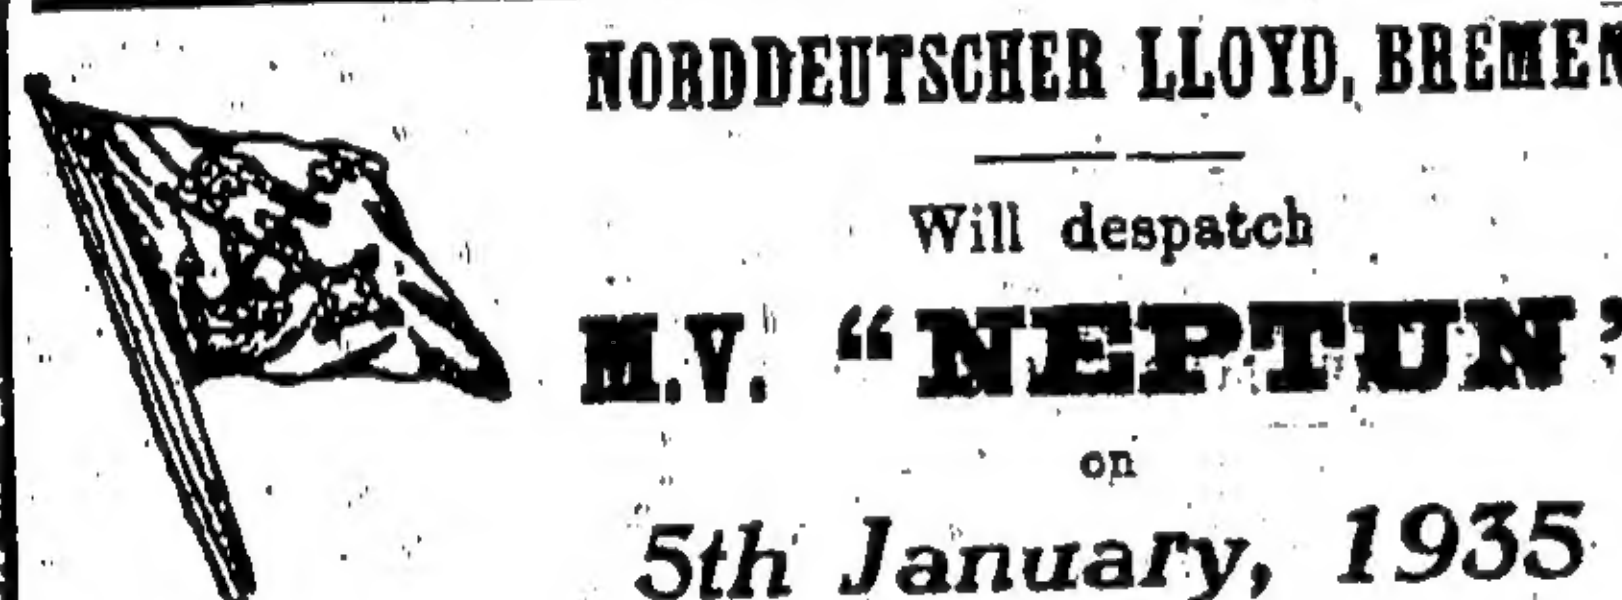 NORDDEUTSCHER LLOYD, BREMEN
Will despatch
M.V. "NEPTUN"
on
5th January, 1935